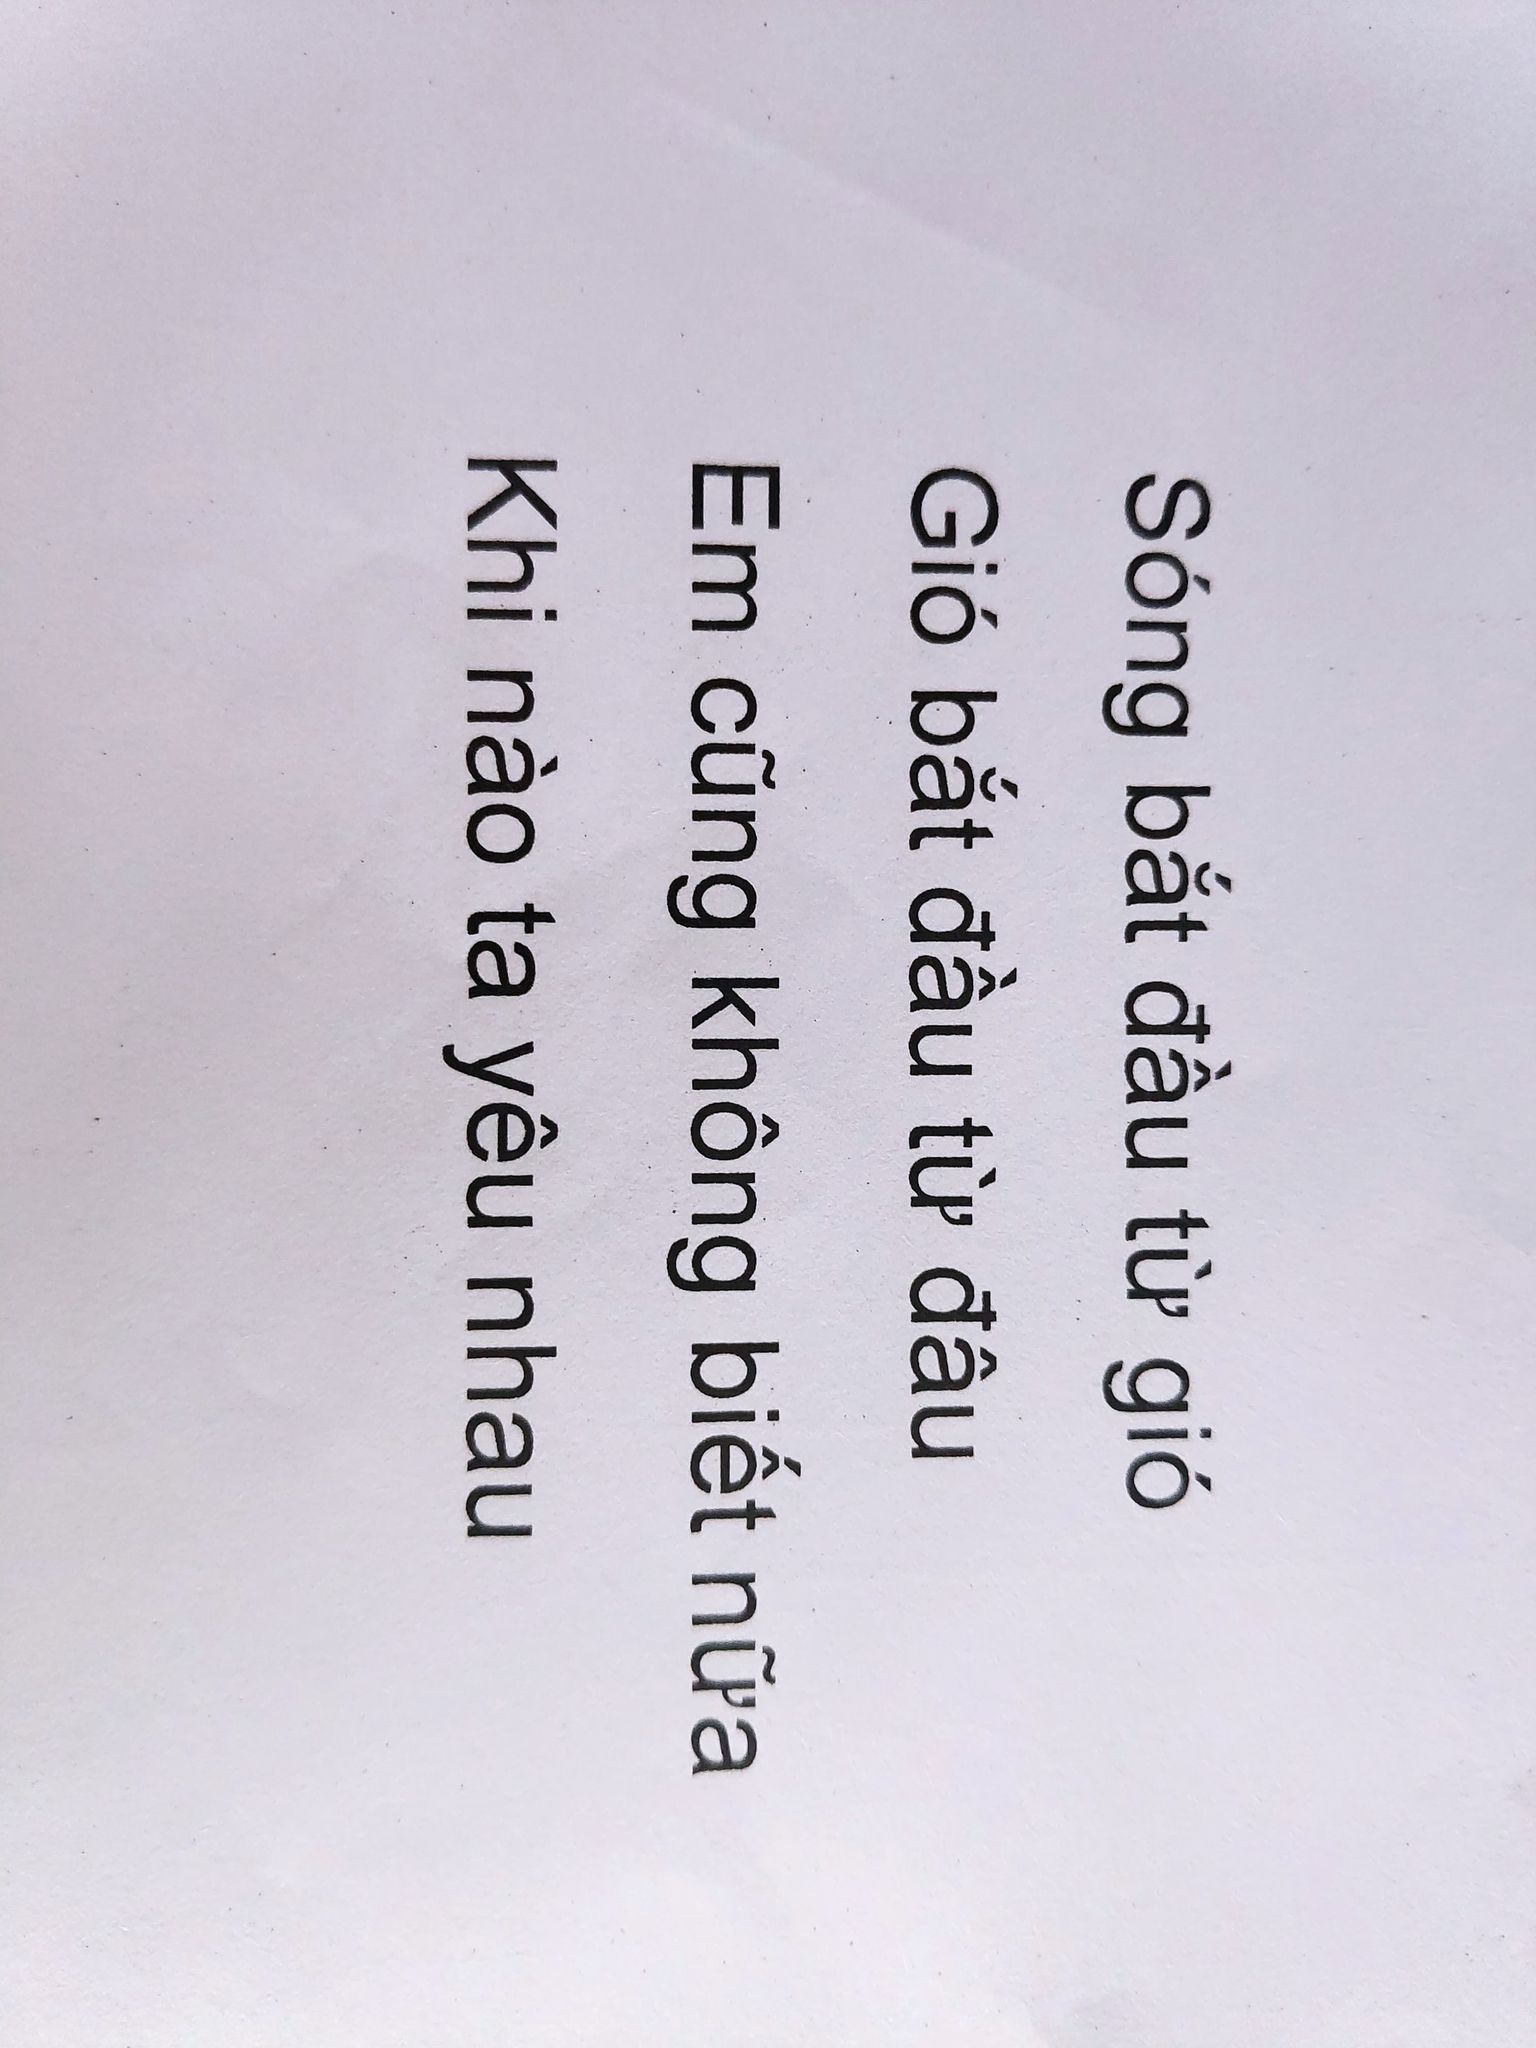 Sóng bắt đầu từ gió
Gió bắt đầu từ đâu
Em cũng không biết nữa
Khi nào ta yêu nhau